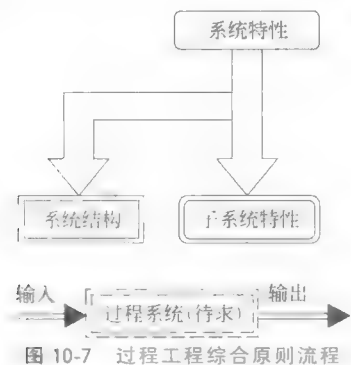 系统特性
系统结构
子系统特性
输入
输出
过程系统(待求)
图 10-7 过程工程综合原则流程